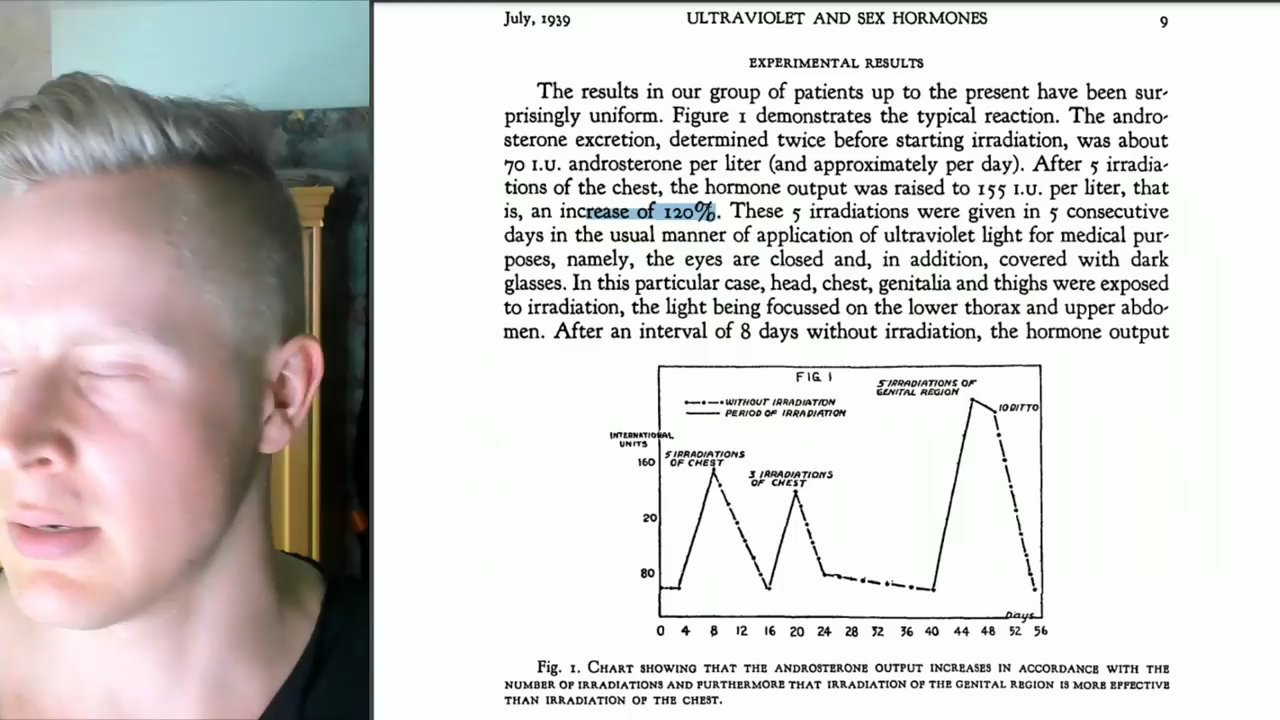 July, 1939 ULTRAVIOLET AND SEX HORMONES 9
EXPERIMENTAL RESULTS
The results in our group of patients up to the present have been sur-
prisingly uniform. Figure 1 demonstrates the typical reaction. The andro-
sterone excretion, determined twice before starting irradiation, was about
70 I.U. androsterone per liter (and approximately per day). After 5 irradia-
tions of the chest, the hormone output was raised to 155 I.U. per liter, that
is, an increase of 120%. These 5 irradiations were given in 5 consecutive
days in the usual manner of application of ultraviolet light for medical pur-
poses, namely, the eyes are closed and, in addition, covered with dark
glasses. In this particular case, head, chest, genitalia and thighs were exposed
to irradiation, the light being focussed on the lower thorax and upper abdo-
men. After an interval of 8 days without irradiation, the hormone output
FIG 1
5 IRRADIATIONS OF
GENITAL REGION
WITHOUT IRRADIATION
PERIOD OF IRRADIATION
10 DITTO
INTERNATIONAL
UNITS
5 IRRADIATIONS
OF CHEST
160
3 IRRADIATIONS
OF CHEST
20
80
Days
0 4 8 12 16 20 24 28 32 36 40 44 48 52 56
Fig. 1. CHART SHOWING THAT THE ANDROSTERONE OUTPUT INCREASES IN ACCORDANCE WITH THE
NUMBER OF IRRADIATIONS AND FURTHERMORE THAT IRRADIATION OF THE GENITAL REGION IS MORE EFFECTIVE
THAN IRRADIATION OF THE CHEST.